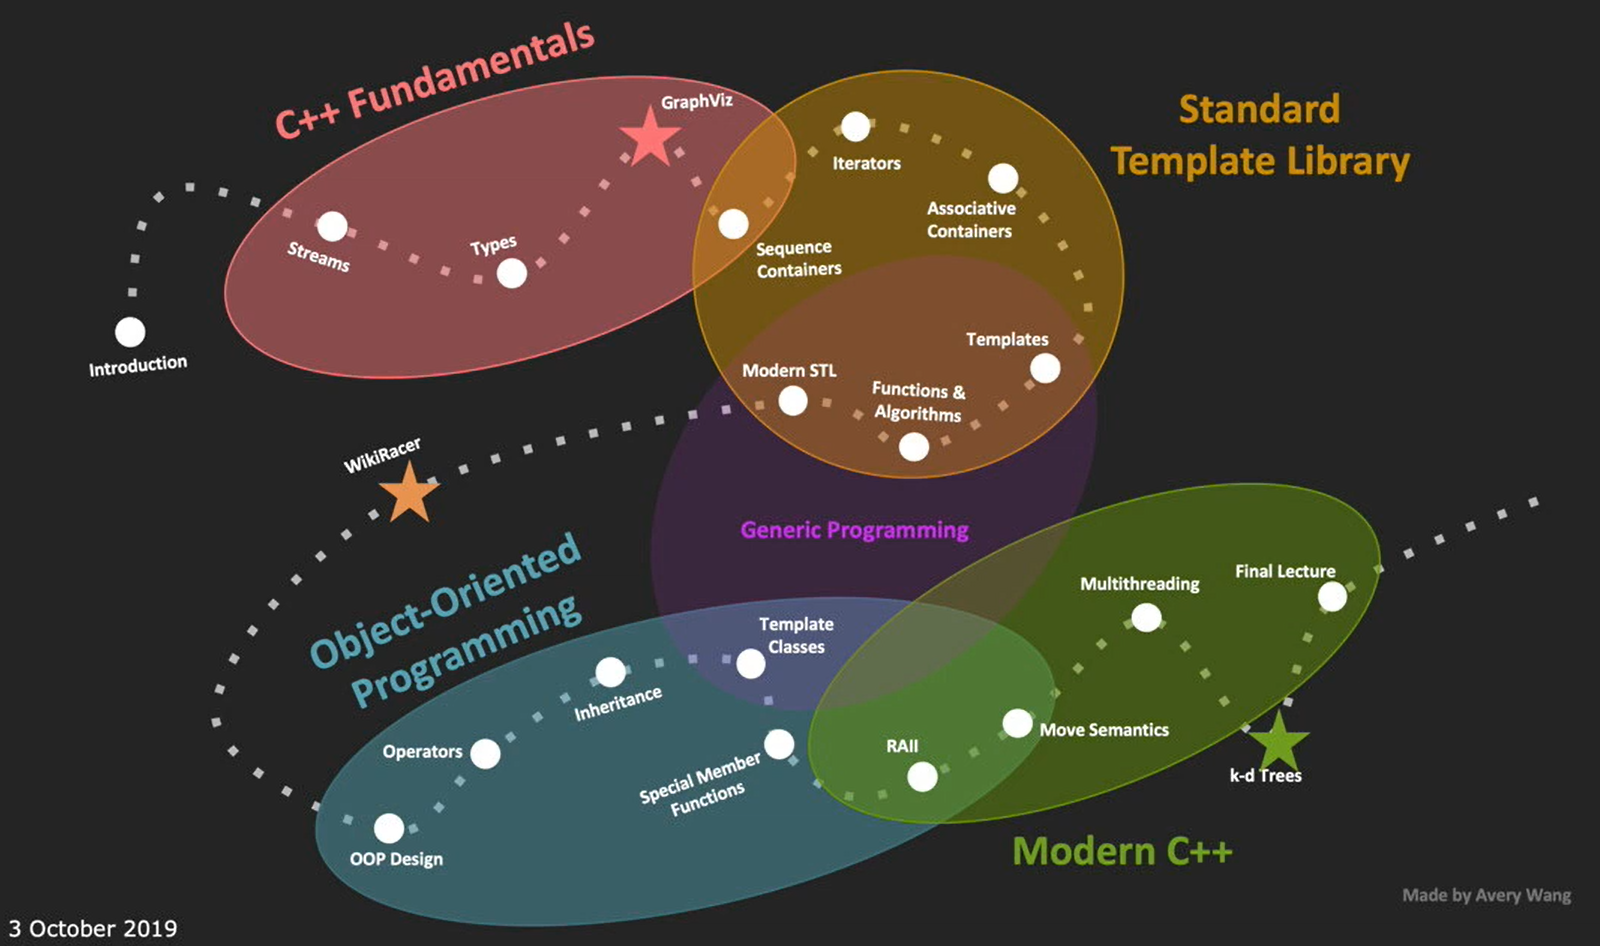 C++ Fundamentals
GraphViz
Standard
Template Library
Iterators
Associative
Containers
Streams
Types
Sequence
Containers
Introduction
Templates
Modern STL
Functions &
Algorithms
WikiRacer
Generic Programming
Object-Oriented
Programming
Multithreading
Final Lecture
Template
Classes
Inheritance
Operators
Move Semantics
RAII
Special Member
Functions
k-d Trees
OOP Design
Modern C++
Made by Avery Wang
3 October 2019